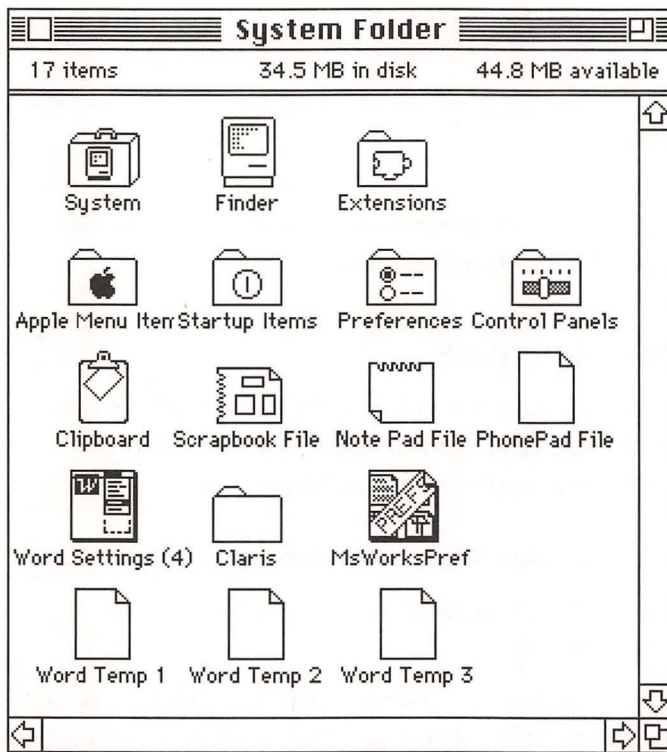 System Folder
17 items 34.5 MB in disk 44.8 MB available
System Finder Extensions
Apple Menu Item Startup Items Preferences Control Panels
Clipboard Scrapbook File Note Pad File PhonePad File
W PREFS
Word Settings (4) Claris MsWorksPref
Word Temp 1 Word Temp 2 Word Temp 3